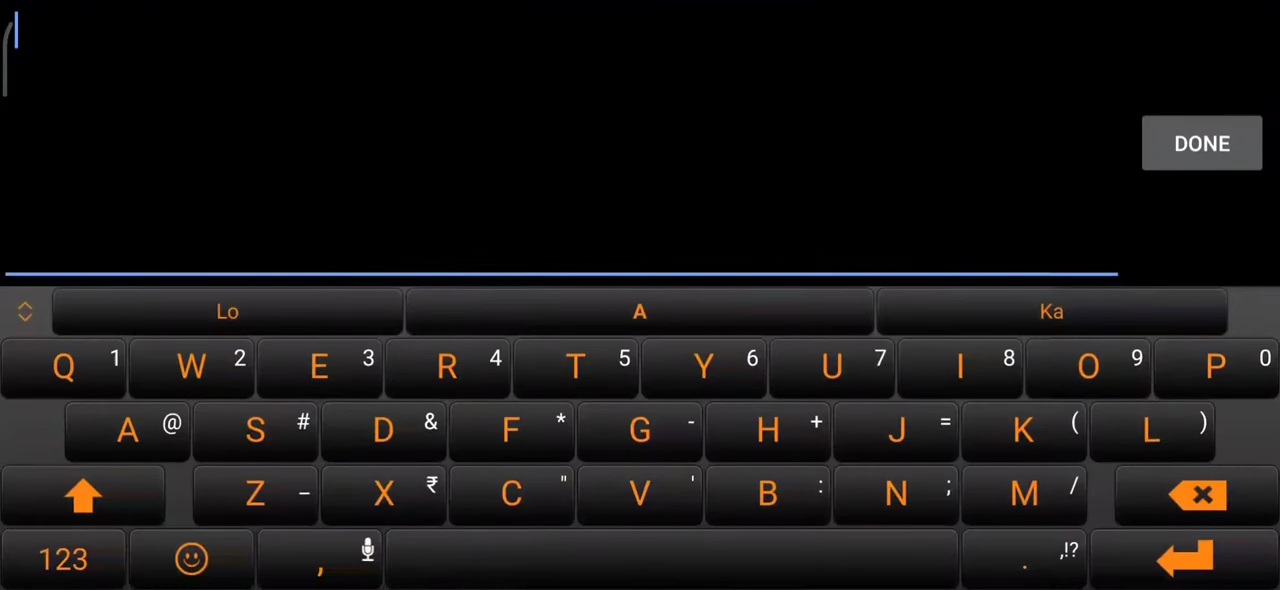 DONE
Lo A Ka
Q 1 W 2 E 3 R 4 T 5 Y 6 U 7 I 8 O 9 P 0
A @ S # D & F * G - H + J = K ( L )
Z – X ₹ C " V ' B : N ; M /
123 , . ,!?